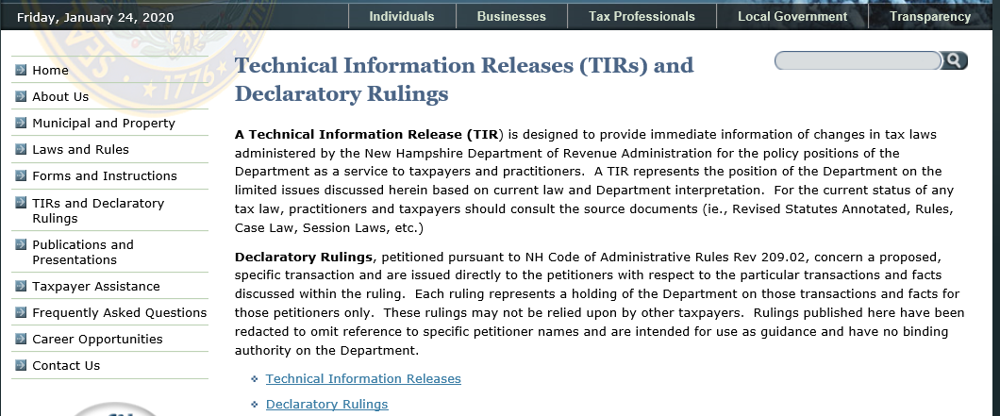 Friday, January 24, 2020
Individuals
Businesses
Tax Professionals
Local Government
Transparency
SEAL
1776
Home
About Us
Municipal and Property
Laws and Rules
Forms and Instructions
TIRs and Declaratory
Rulings
Publications and
Presentations
Taxpayer Assistance
Frequently Asked Questions
Career Opportunities
Contact Us
Technical Information Releases (TIRs) and
Declaratory Rulings
A Technical Information Release (TIR) is designed to provide immediate information of changes in tax laws
administered by the New Hampshire Department of Revenue Administration for the policy positions of the
Department as a service to taxpayers and practitioners.  A TIR represents the position of the Department on the
limited issues discussed herein based on current law and Department interpretation.  For the current status of any
tax law, practitioners and taxpayers should consult the source documents (ie., Revised Statutes Annotated, Rules,
Case Law, Session Laws, etc.)
Declaratory Rulings, petitioned pursuant to NH Code of Administrative Rules Rev 209.02, concern a proposed,
specific transaction and are issued directly to the petitioners with respect to the particular transactions and facts
discussed within the ruling.  Each ruling represents a holding of the Department on those transactions and facts for
those petitioners only.  These rulings may not be relied upon by other taxpayers.  Rulings published here have been
redacted to omit reference to specific petitioner names and are intended for use as guidance and have no binding
authority on the Department.
Technical Information Releases
Declaratory Rulings